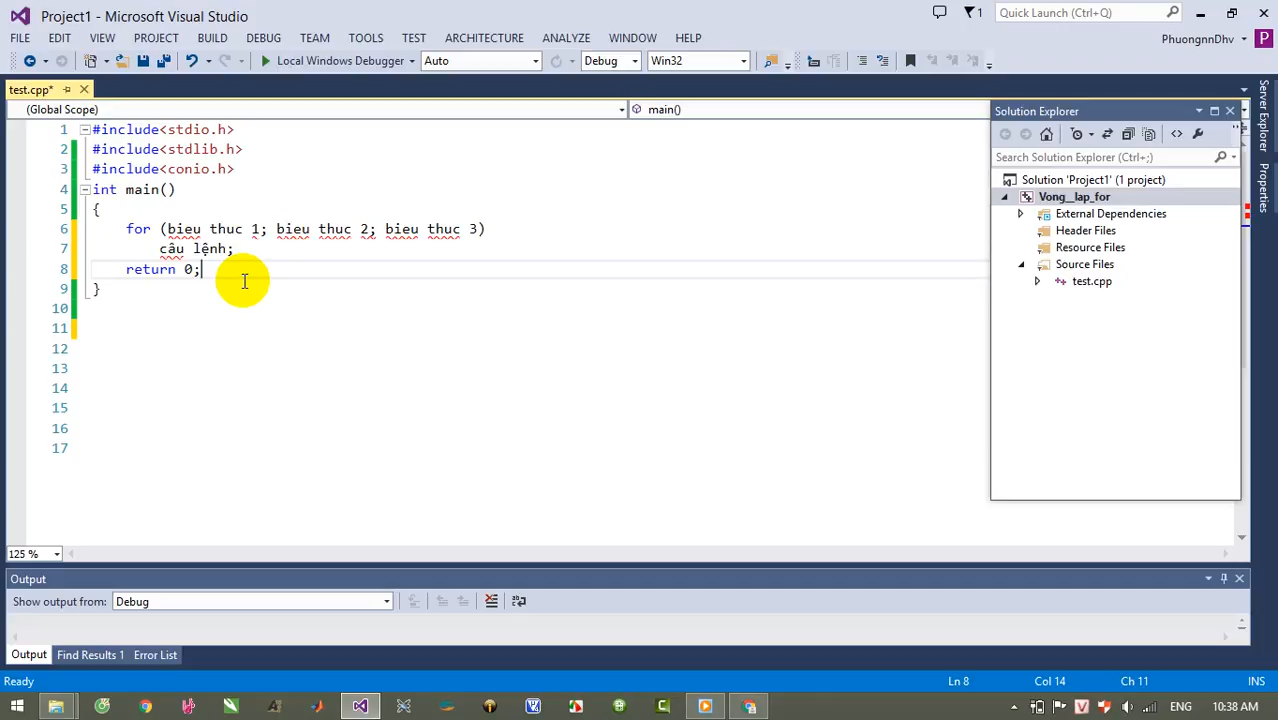 Project1 - Microsoft Visual Studio
1
Quick Launch (Ctrl+Q)
FILE EDIT VIEW PROJECT BUILD DEBUG TEAM TOOLS TEST ARCHITECTURE ANALYZE WINDOW HELP
PhuongnnDhv P
Local Windows Debugger Auto Debug Win32
test.cpp*
(Global Scope) main()
1 #include<stdio.h>
2 #include<stdlib.h>
3 #include<conio.h>
4 int main()
5 {
6 for (bieu thuc 1; bieu thuc 2; bieu thuc 3)
7 câu lệnh;
8 return 0;
9 }
10
11
12
13
14
15
16
17
Solution Explorer
Search Solution Explorer (Ctrl+;)
Solution 'Project1' (1 project)
Vong__lap_for
External Dependencies
Header Files
Resource Files
Source Files
test.cpp
Server Explorer
Properties
125 %
Output
Show output from: Debug
Output Find Results 1 Error List
Ready Ln 8 Col 14 Ch 11 INS
ENG 10:38 AM